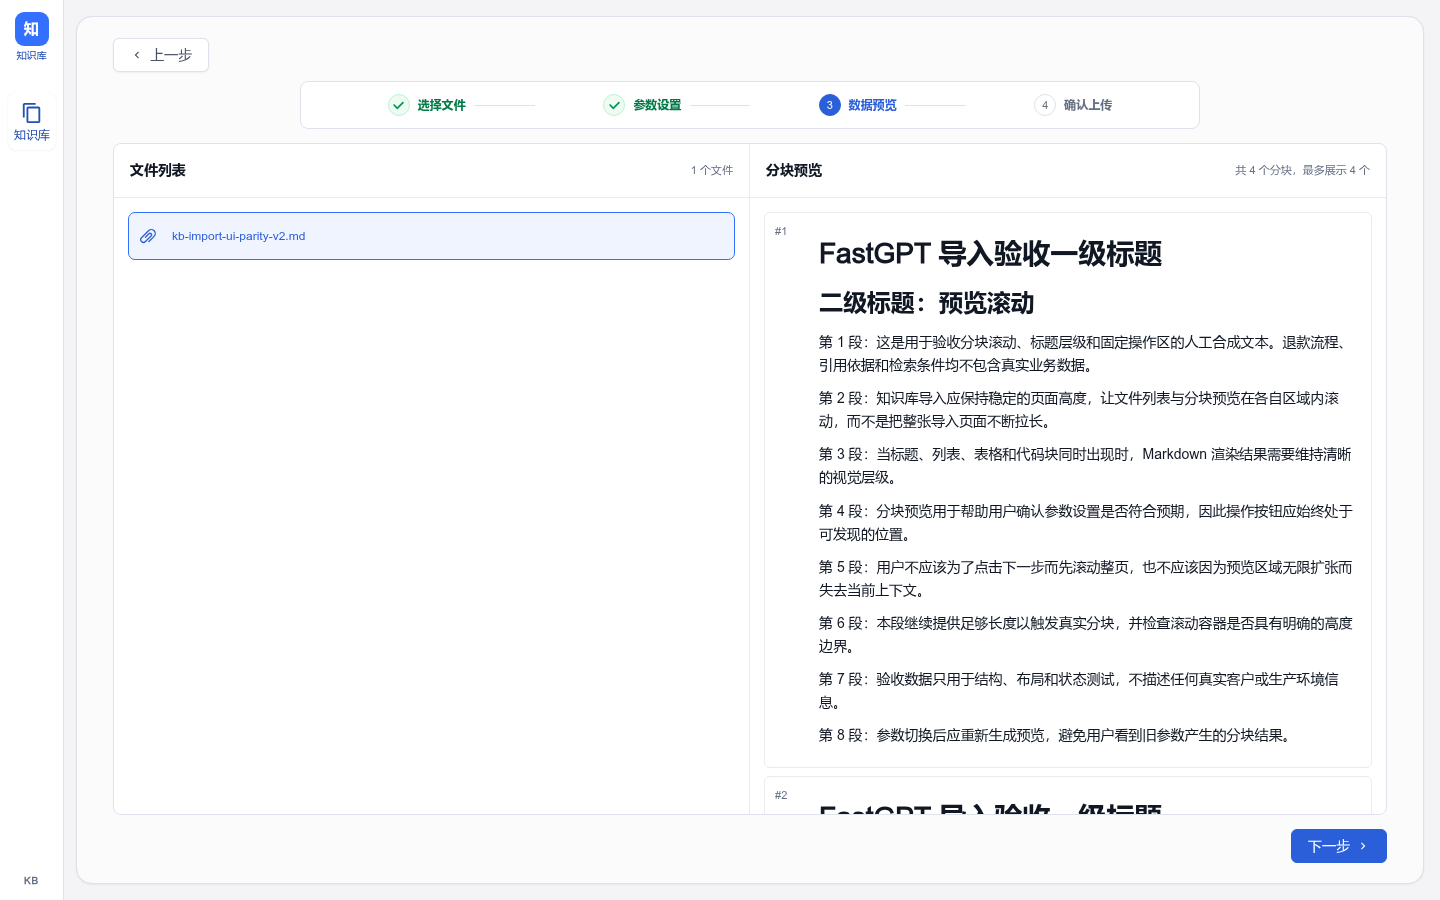 知
知识库
知识库
KB
上一步
选择文件
参数设置
3 数据预览
4 确认上传
文件列表
1 个文件
kb-import-ui-parity-v2.md
分块预览
共 4 个分块，最多展示 4 个
#1
FastGPT 导入验收一级标题
二级标题：预览滚动
第 1 段：这是用于验收分块滚动、标题层级和固定操作区的人工合成文本。退款流程、
引用依据和检索条件均不包含真实业务数据。
第 2 段：知识库导入应保持稳定的页面高度，让文件列表与分块预览在各自区域内滚
动，而不是把整张导入页面不断拉长。
第 3 段：当标题、列表、表格和代码块同时出现时，Markdown 渲染结果需要维持清晰
的视觉层级。
第 4 段：分块预览用于帮助用户确认参数设置是否符合预期，因此操作按钮应始终处于
可发现的位置。
第 5 段：用户不应该为了点击下一步而先滚动整页，也不应该因为预览区域无限扩张而
失去当前上下文。
第 6 段：本段继续提供足够长度以触发真实分块，并检查滚动容器是否具有明确的高度
边界。
第 7 段：验收数据只用于结构、布局和状态测试，不描述任何真实客户或生产环境信
息。
第 8 段：参数切换后应重新生成预览，避免用户看到旧参数产生的分块结果。
#2
FastGPT 导入验收一级标题
下一步